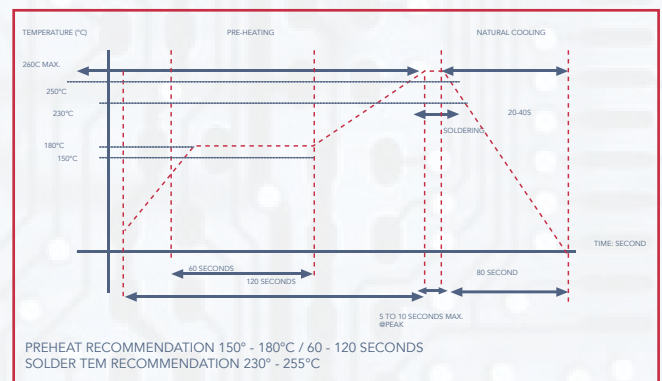 TEMPERATURE (°C)
PRE-HEATING
NATURAL COOLING
260C MAX.
250°C
230°C
20-40S
SOLDERING
180°C
150°C
TIME: SECOND
60 SECONDS
120 SECONDS
80 SECOND
5 TO 10 SECONDS MAX.
@PEAK
PREHEAT RECOMMENDATION 150° - 180°C / 60 - 120 SECONDS
SOLDER TEM RECOMMENDATION 230° - 255°C